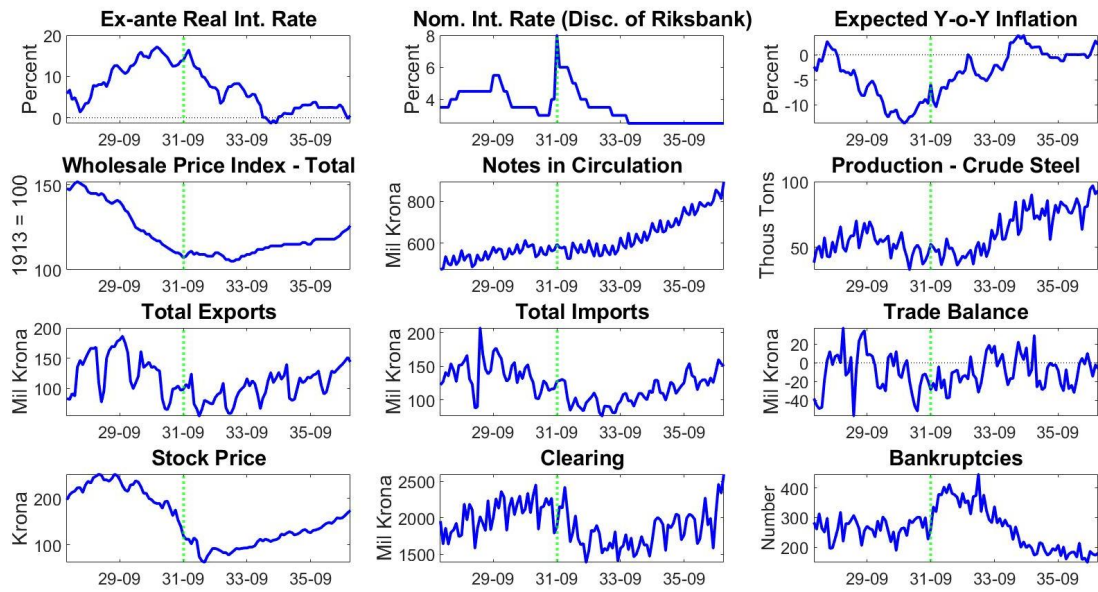 Ex-ante Real Int. Rate
Percent
20
10
0
29-09 31-09 33-09 35-09
Nom. Int. Rate (Disc. of Riksbank)
Percent
8
6
4
29-09 31-09 33-09 35-09
Expected Y-o-Y Inflation
Percent
0
-5
-10
29-09 31-09 33-09 35-09
Wholesale Price Index - Total
1913 = 100
150
100
29-09 31-09 33-09 35-09
Notes in Circulation
Mil Krona
800
600
29-09 31-09 33-09 35-09
Production - Crude Steel
Thous Tons
100
50
29-09 31-09 33-09 35-09
Total Exports
Mil Krona
200
150
100
29-09 31-09 33-09 35-09
Total Imports
Mil Krona
200
150
100
29-09 31-09 33-09 35-09
Trade Balance
Mil Krona
20
0
-20
-40
29-09 31-09 33-09 35-09
Stock Price
Krona
200
100
29-09 31-09 33-09 35-09
Clearing
Mil Krona
2500
2000
1500
29-09 31-09 33-09 35-09
Bankruptcies
Number
400
300
200
29-09 31-09 33-09 35-09